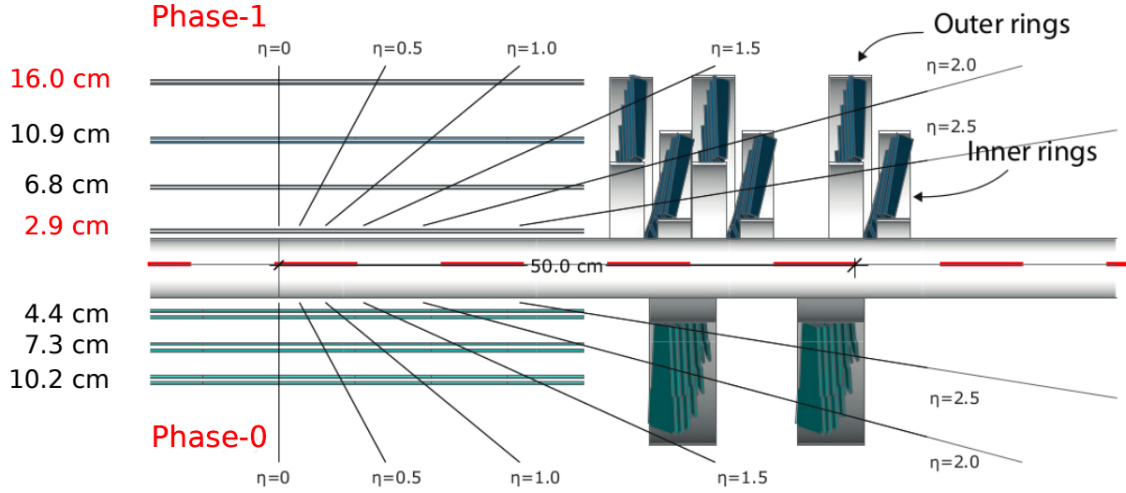 Phase-1
Outer rings
η=0
η=0.5
η=1.0
η=1.5
η=2.0
16.0 cm
10.9 cm
η=2.5
Inner rings
6.8 cm
2.9 cm
50.0 cm
4.4 cm
7.3 cm
10.2 cm
η=2.5
Phase-0
η=2.0
η=0
η=0.5
η=1.0
η=1.5